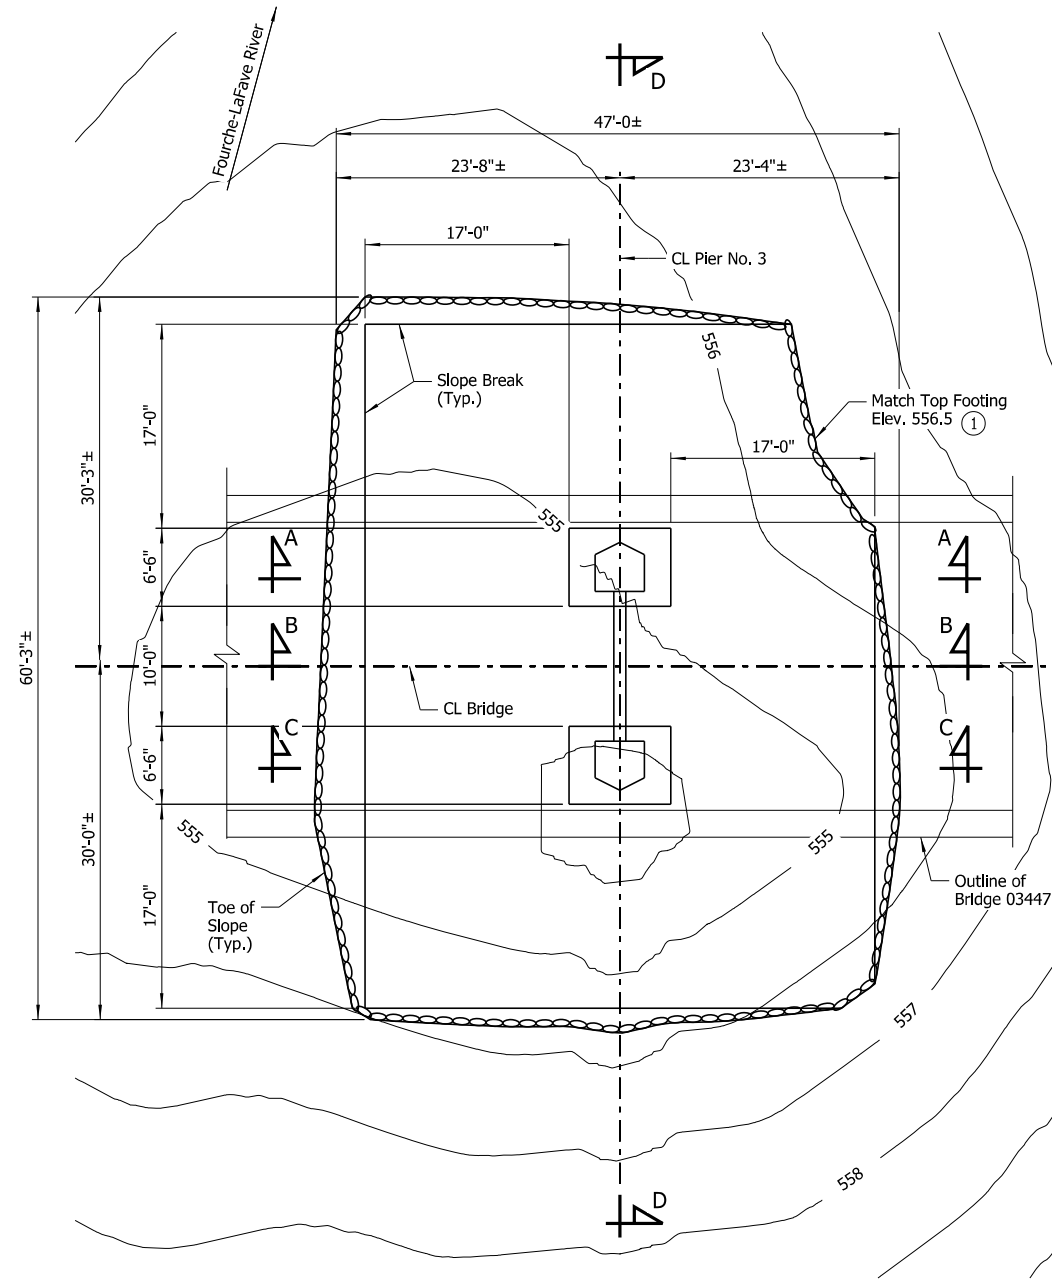 Fourche-LaFave River
D
47'-0±
23'-8"±
23'-4"±
17'-0"
CL Pier No. 3
556
Slope Break
(Typ.)
Match Top Footing
Elev. 556.5 1
17'-0"
17'-0"
30'-3"±
555
A
A
6'-6"
B
B
10'-0"
60'-3"±
CL Bridge
C
C
6'-6"
555
555
30'-0"±
17'-0"
Toe of
Slope
(Typ.)
Outline of
Bridge 03447
557
558
D